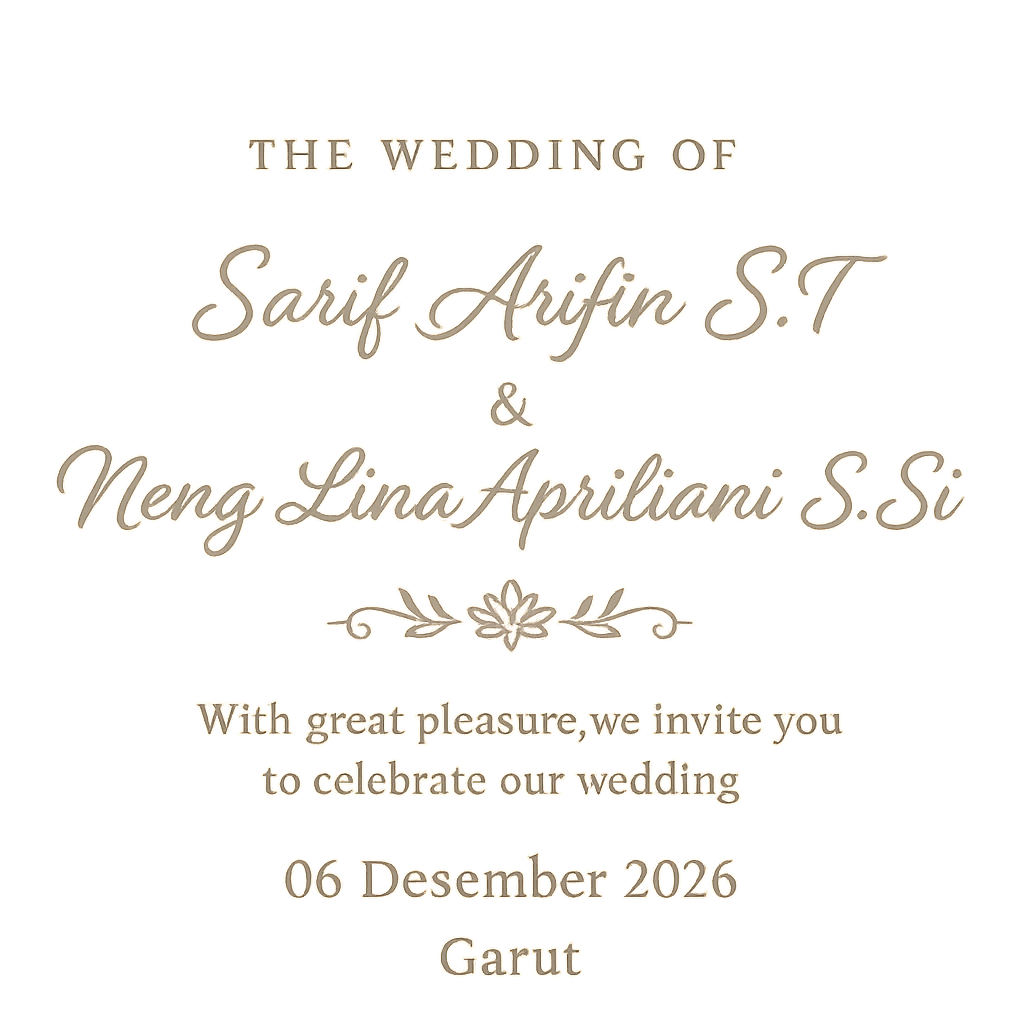 THE WEDDING OF
Sarif Arifin S.T
&
Neng Lina Apriliani S.Si
With great pleasure,we invite you
to celebrate our wedding
06 Desember 2026
Garut